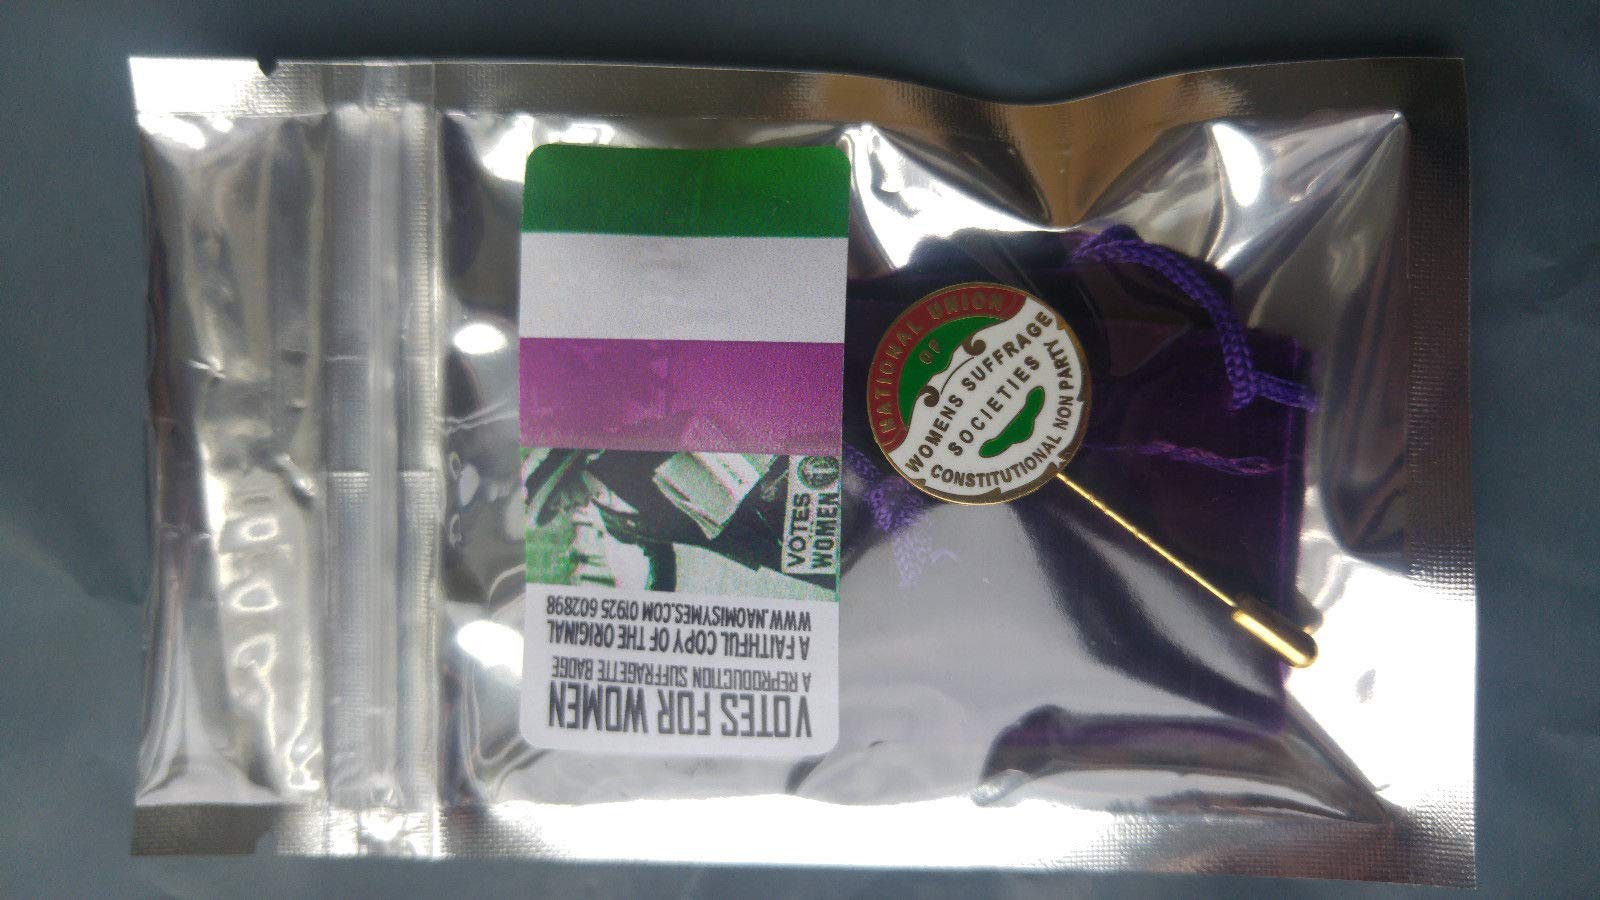 VOTES FOR WOMEN
A REPRODUCTION SUFFRAGETTE BADGE
A FAITHFUL COPY OF THE ORIGINAL
WWW.NAOMISYMES.COM 01925 602898
VOTES
WOMEN
NATIONAL UNION
OF
WOMENS SUFFRAGE
SOCIETIES
CONSTITUTIONAL NON PARTY